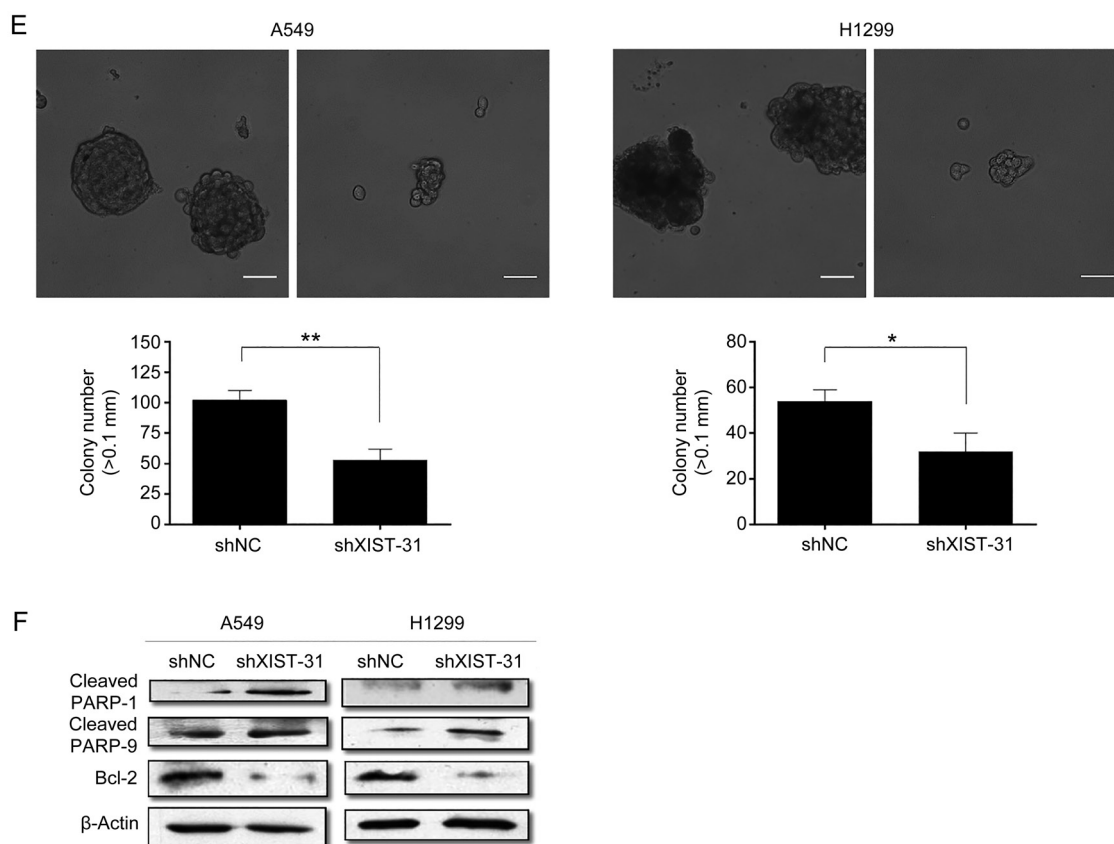 E
A549
H1299
**
150
125
100
75
50
25
0
Colony number
(>0.1 mm)
shNC
shXIST-31
*
80
60
40
20
0
Colony number
(>0.1 mm)
shNC
shXIST-31
F
A549
H1299
shNC
shXIST-31
shNC
shXIST-31
Cleaved
PARP-1
Cleaved
PARP-9
Bcl-2
β-Actin